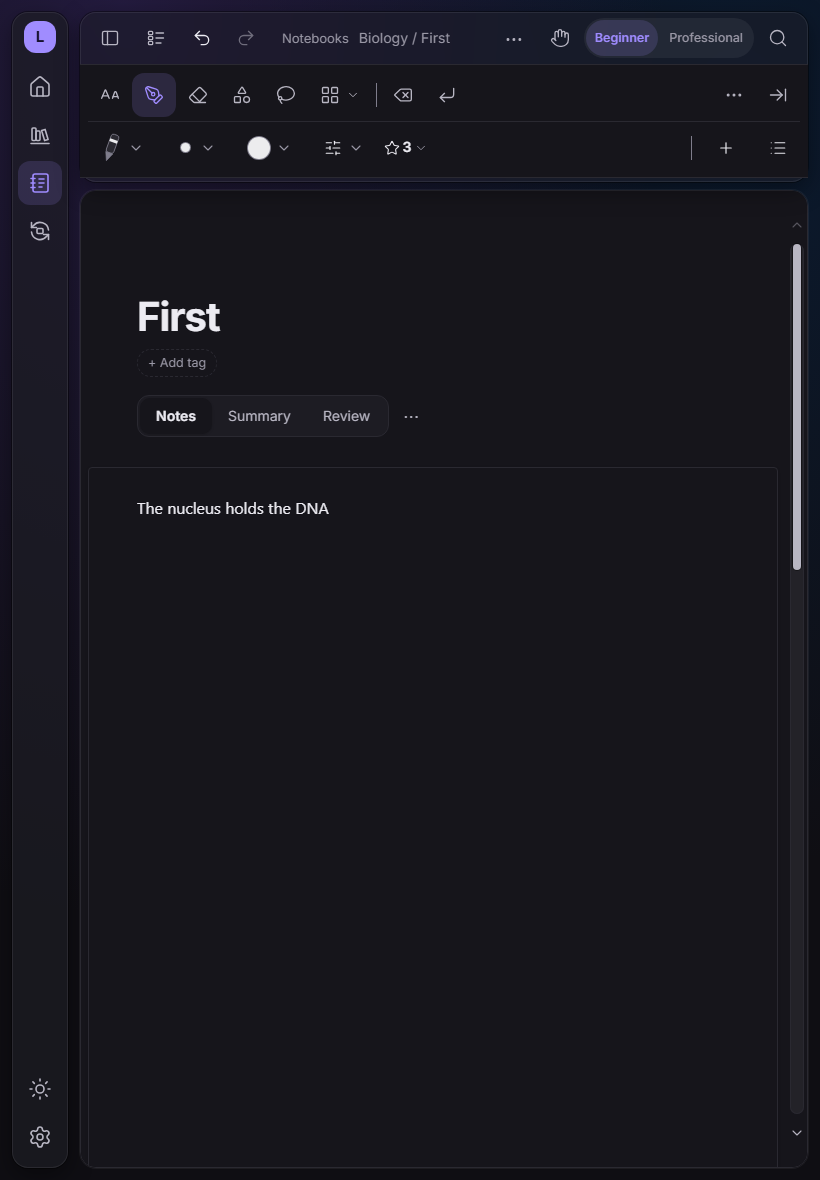 L
Notebooks Biology / First
Beginner Professional
AA
3
First
+ Add tag
Notes Summary Review
The nucleus holds the DNA